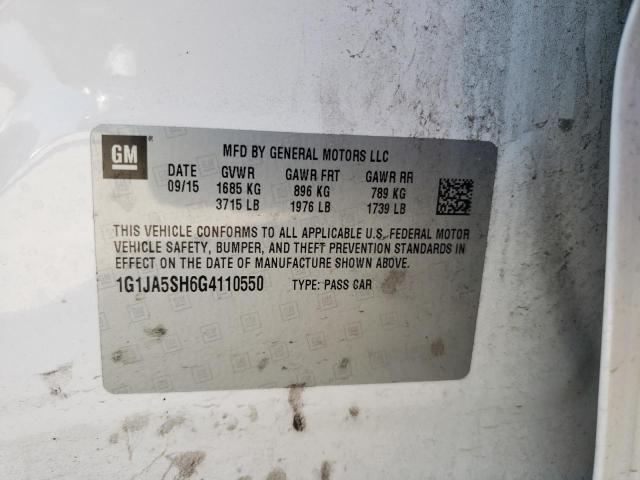 GM
MFD BY GENERAL MOTORS LLC
DATE GVWR GAWR FRT GAWR RR
09/15 1685 KG 896 KG 789 KG
3715 LB 1976 LB 1739 LB
THIS VEHICLE CONFORMS TO ALL APPLICABLE U.S. FEDERAL MOTOR
VEHICLE SAFETY, BUMPER, AND THEFT PREVENTION STANDARDS IN
EFFECT ON THE DATE OF MANUFACTURE SHOWN ABOVE.
1G1JA5SH6G4110550 TYPE: PASS CAR